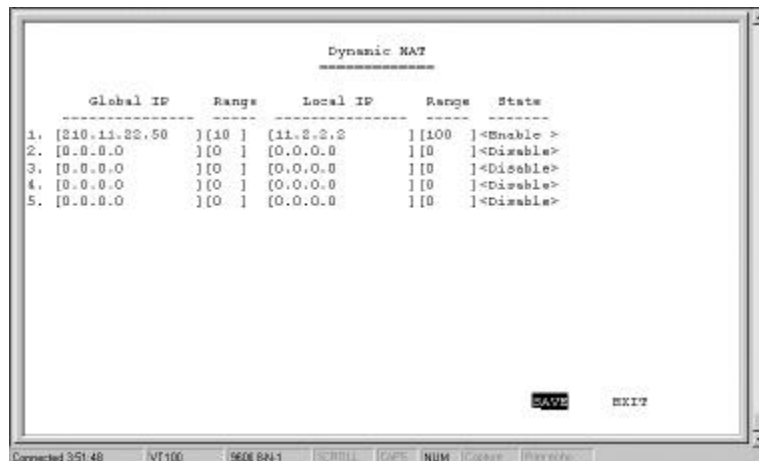 Dynamic NAT
=============
Global IP Range Local IP Range State
--------------- ----- --------------- ----- -------
1. [210.11.22.50 ][10 ] [11.2.2.2 ][100 ]<Enable >
2. [0.0.0.0 ][0 ] [0.0.0.0 ][0 ]<Disable>
3. [0.0.0.0 ][0 ] [0.0.0.0 ][0 ]<Disable>
4. [0.0.0.0 ][0 ] [0.0.0.0 ][0 ]<Disable>
5. [0.0.0.0 ][0 ] [0.0.0.0 ][0 ]<Disable>
SAVE EXIT
Connected 3:51:48 VT100 9600 8-N-1 SCROLL CAPS NUM Capture Print echo